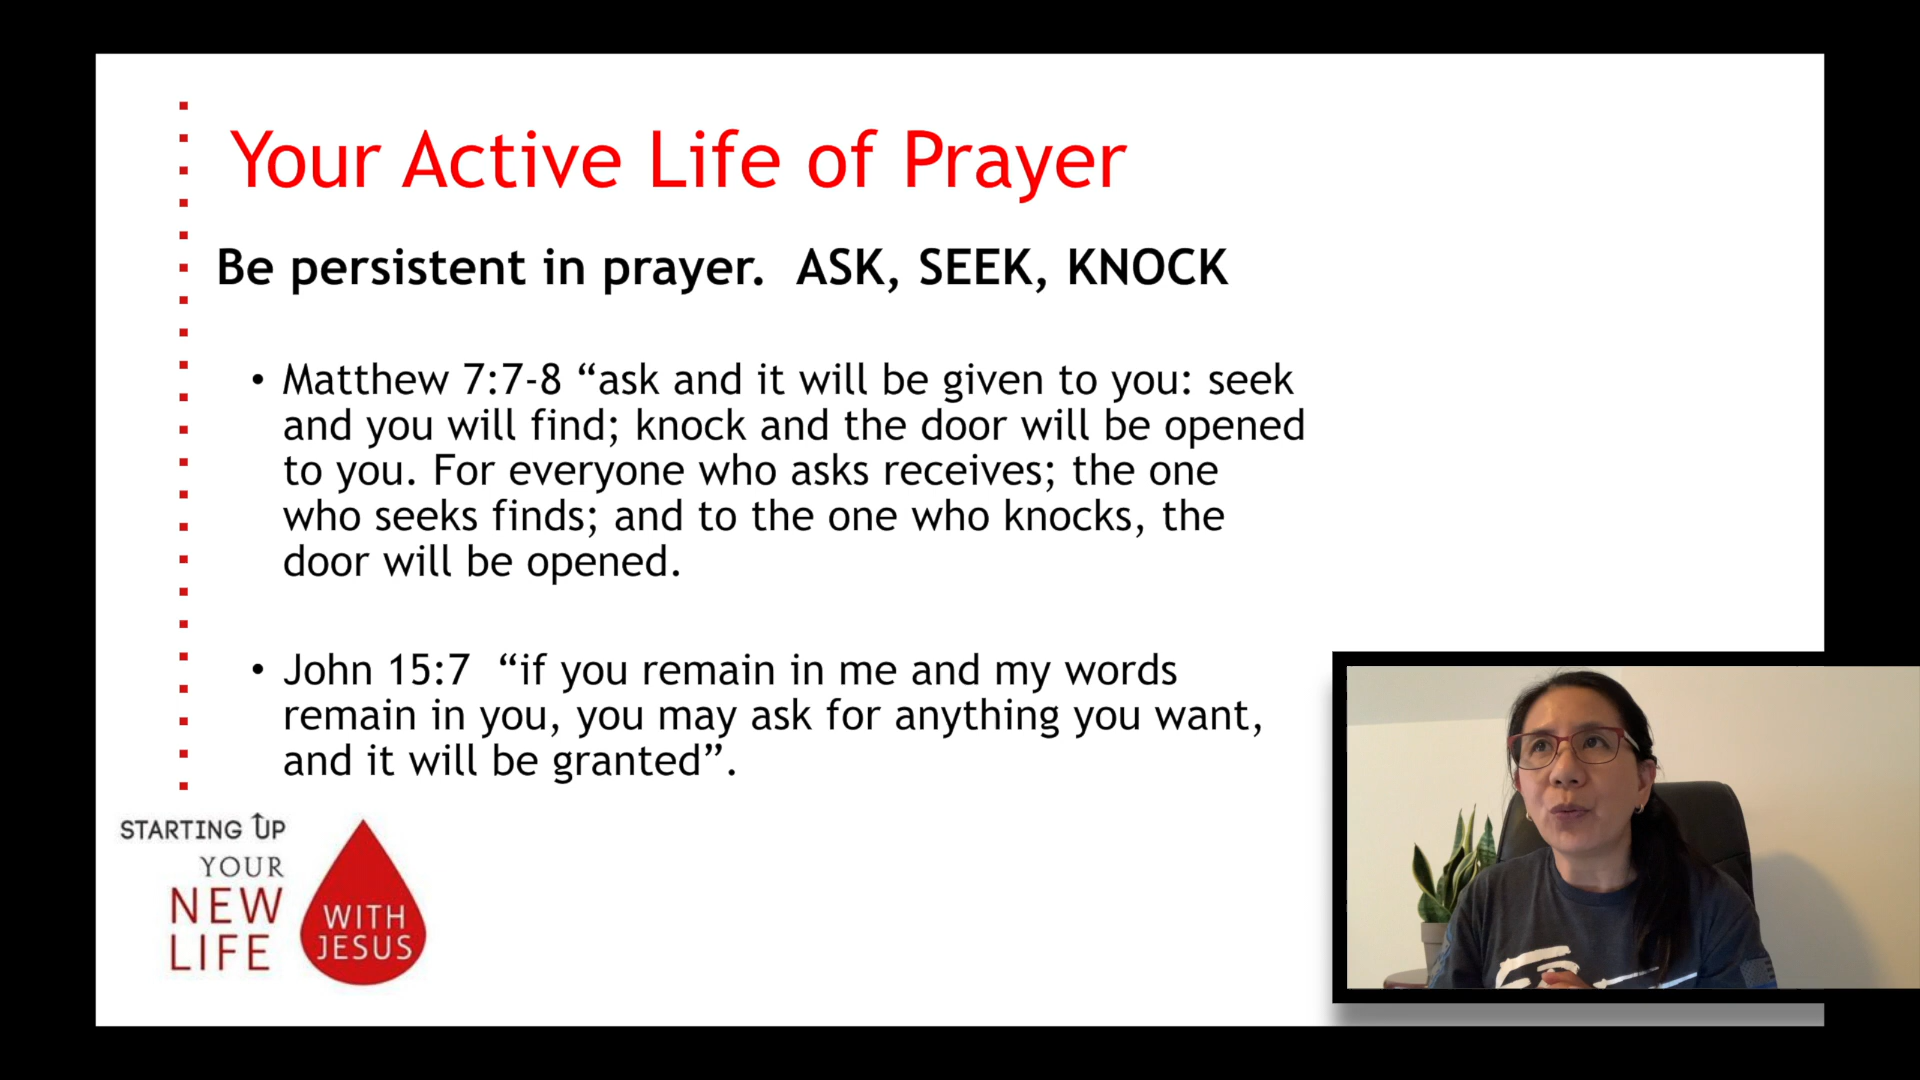 Your Active Life of Prayer
Be persistent in prayer.  ASK, SEEK, KNOCK
• Matthew 7:7-8 “ask and it will be given to you: seek
and you will find; knock and the door will be opened
to you. For everyone who asks receives; the one
who seeks finds; and to the one who knocks, the
door will be opened.
• John 15:7  “if you remain in me and my words
remain in you, you may ask for anything you want,
and it will be granted”.
STARTING UP
YOUR
NEW
LIFE
WITH
JESUS